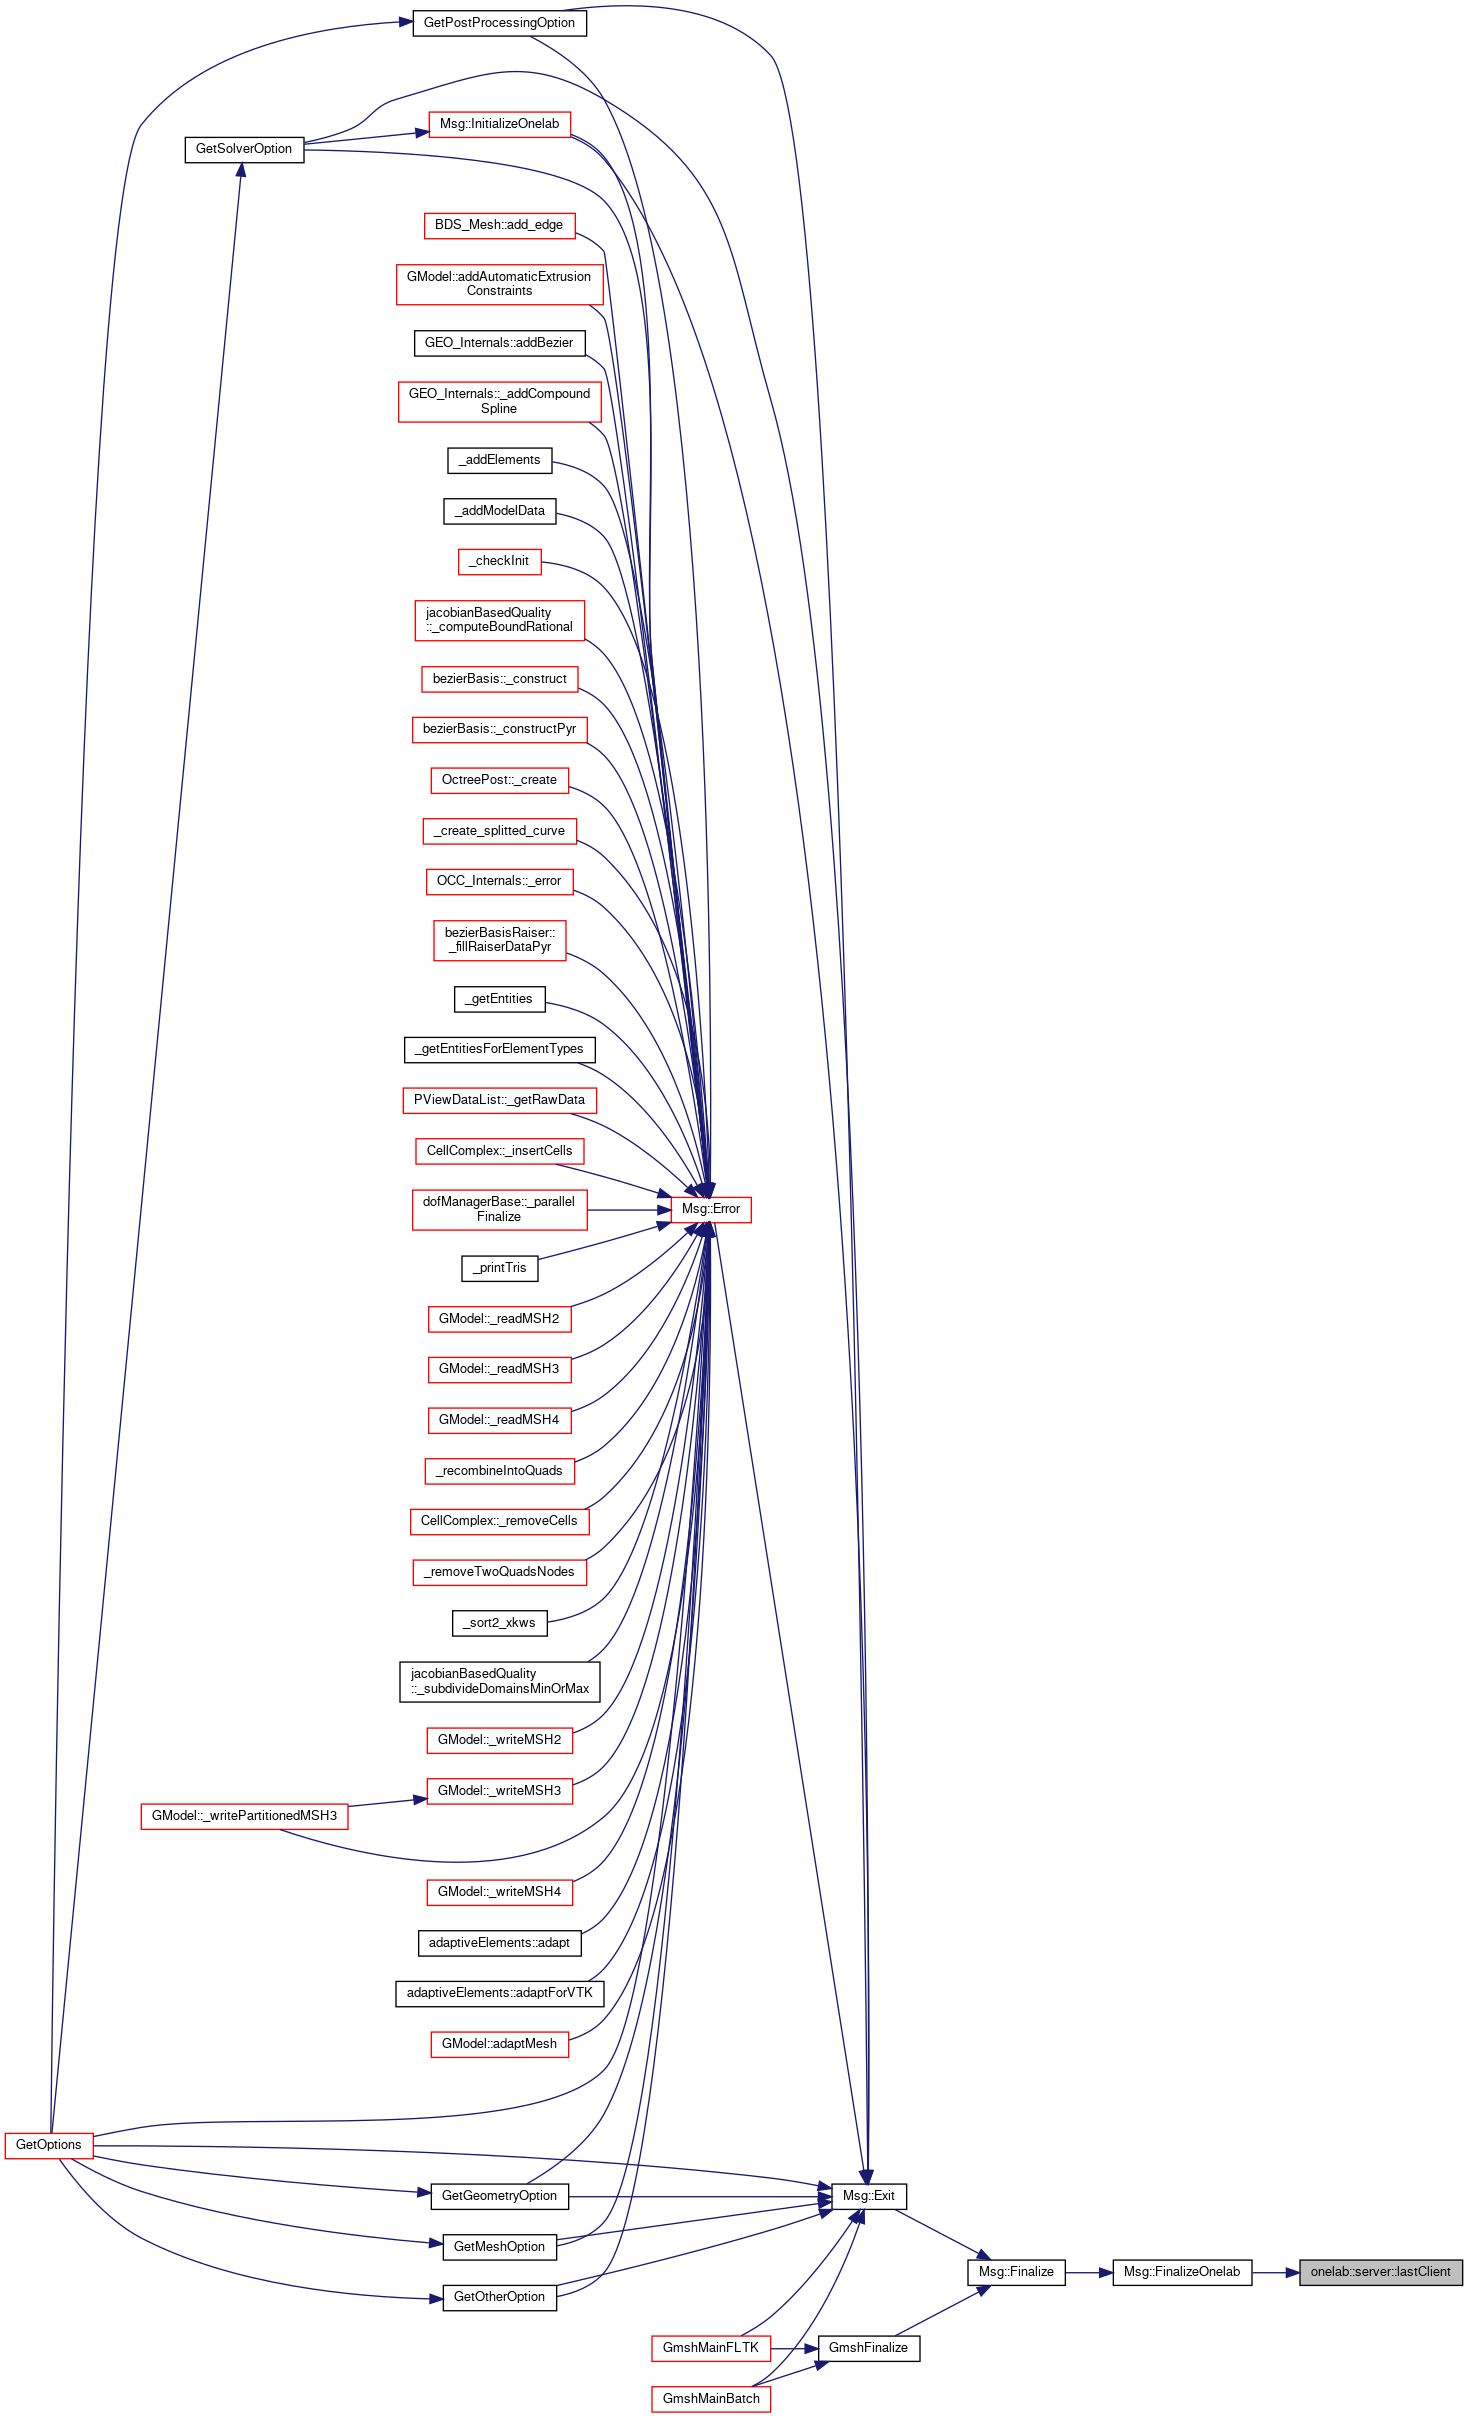 GetPostProcessingOption
Msg::InitializeOnelab
GetSolverOption
BDS_Mesh::add_edge
GModel::addAutomaticExtrusion
Constraints
GEO_Internals::addBezier
GEO_Internals::_addCompound
Spline
_addElements
_addModelData
_checkInit
jacobianBasedQuality
::_computeBoundRational
bezierBasis::_construct
bezierBasis::_constructPyr
OctreePost::_create
_create_splitted_curve
OCC_Internals::_error
bezierBasisRaiser::
_fillRaiserDataPyr
_getEntities
_getEntitiesForElementTypes
PViewDataList::_getRawData
CellComplex::_insertCells
dofManagerBase::_parallel
Finalize
Msg::Error
_printTris
GModel::_readMSH2
GModel::_readMSH3
GModel::_readMSH4
_recombineIntoQuads
CellComplex::_removeCells
_removeTwoQuadsNodes
_sort2_xkws
jacobianBasedQuality
::_subdivideDomainsMinOrMax
GModel::_writeMSH2
GModel::_writeMSH3
GModel::_writePartitionedMSH3
GModel::_writeMSH4
adaptiveElements::adapt
adaptiveElements::adaptForVTK
GModel::adaptMesh
GetOptions
GetGeometryOption
Msg::Exit
GetMeshOption
Msg::Finalize
Msg::FinalizeOnelab
onelab::server::lastClient
GetOtherOption
GmshMainFLTK
GmshFinalize
GmshMainBatch